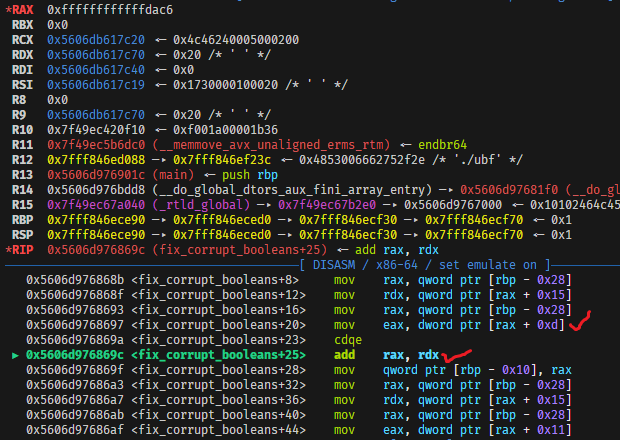 *RAX 0xffffffffffffdac6
RBX 0x0
RCX 0x5606db617c20 ◂— 0x4c46240005000200
RDX 0x5606db617c70 ◂— 0x20 /* ' ' */
RDI 0x5606db617c40 ◂— 0x0
RSI 0x5606db617c19 ◂— 0x1730000100020 /* ' ' */
R8 0x0
R9 0x5606db617c70 ◂— 0x20 /* ' ' */
R10 0x7f49ec420f10 ◂— 0xf001a00001b36
R11 0x7f49ec5b6dc0 (__memmove_avx_unaligned_erms_rtm) ◂— endbr64
R12 0x7fff846ed088 —▸ 0x7fff846ef23c ◂— 0x4853006662752f2e /* './ubf' */
R13 0x5606d976901c (main) ◂— push rbp
R14 0x5606d976bdd8 (__do_global_dtors_aux_fini_array_entry) —▸ 0x5606d97681f0 (__do_gl
R15 0x7f49ec67a040 (_rtld_global) —▸ 0x7f49ec67b2e0 —▸ 0x5606d9767000 ◂— 0x10102464c45
RBP 0x7fff846ece90 —▸ 0x7fff846eced0 —▸ 0x7fff846ecf30 —▸ 0x7fff846ecf70 ◂— 0x1
RSP 0x7fff846ece90 —▸ 0x7fff846eced0 —▸ 0x7fff846ecf30 —▸ 0x7fff846ecf70 ◂— 0x1
*RIP 0x5606d976869c (fix_corrupt_booleans+25) ◂— add rax, rdx
[ DISASM / x86-64 / set emulate on ]
0x5606d976868b <fix_corrupt_booleans+8> mov rax, qword ptr [rbp - 0x28]
0x5606d976868f <fix_corrupt_booleans+12> mov rdx, qword ptr [rax + 0x15]
0x5606d9768693 <fix_corrupt_booleans+16> mov rax, qword ptr [rbp - 0x28]
0x5606d9768697 <fix_corrupt_booleans+20> mov eax, dword ptr [rax + 0xd]
0x5606d976869a <fix_corrupt_booleans+23> cdqe
► 0x5606d976869c <fix_corrupt_booleans+25> add rax, rdx
0x5606d976869f <fix_corrupt_booleans+28> mov qword ptr [rbp - 0x10], rax
0x5606d97686a3 <fix_corrupt_booleans+32> mov rax, qword ptr [rbp - 0x28]
0x5606d97686a7 <fix_corrupt_booleans+36> mov rdx, qword ptr [rax + 0x15]
0x5606d97686ab <fix_corrupt_booleans+40> mov rax, qword ptr [rbp - 0x28]
0x5606d97686af <fix_corrupt_booleans+44> mov eax, dword ptr [rax + 0x11]